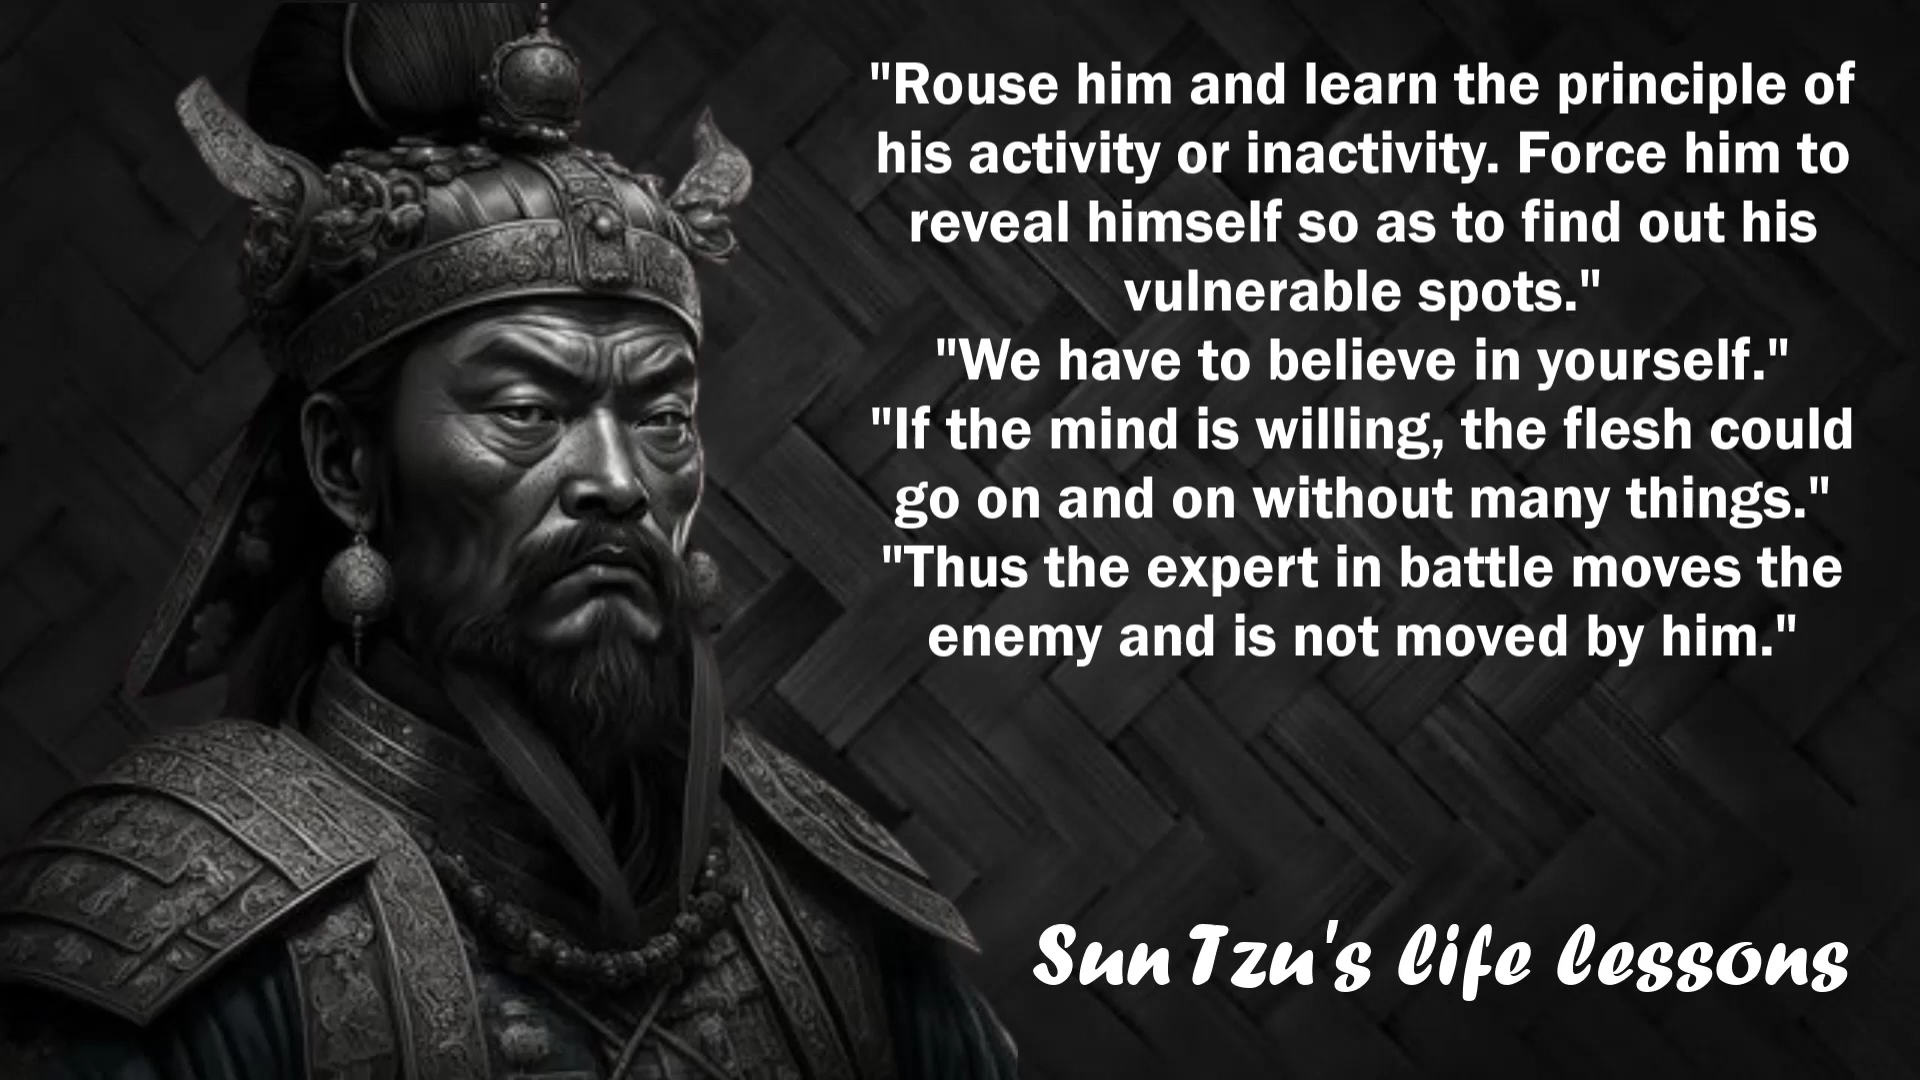 "Rouse him and learn the principle of
his activity or inactivity. Force him to
reveal himself so as to find out his
vulnerable spots."
"We have to believe in yourself."
"If the mind is willing, the flesh could
go on and on without many things."
"Thus the expert in battle moves the
enemy and is not moved by him."
Sun Tzu's life lessons